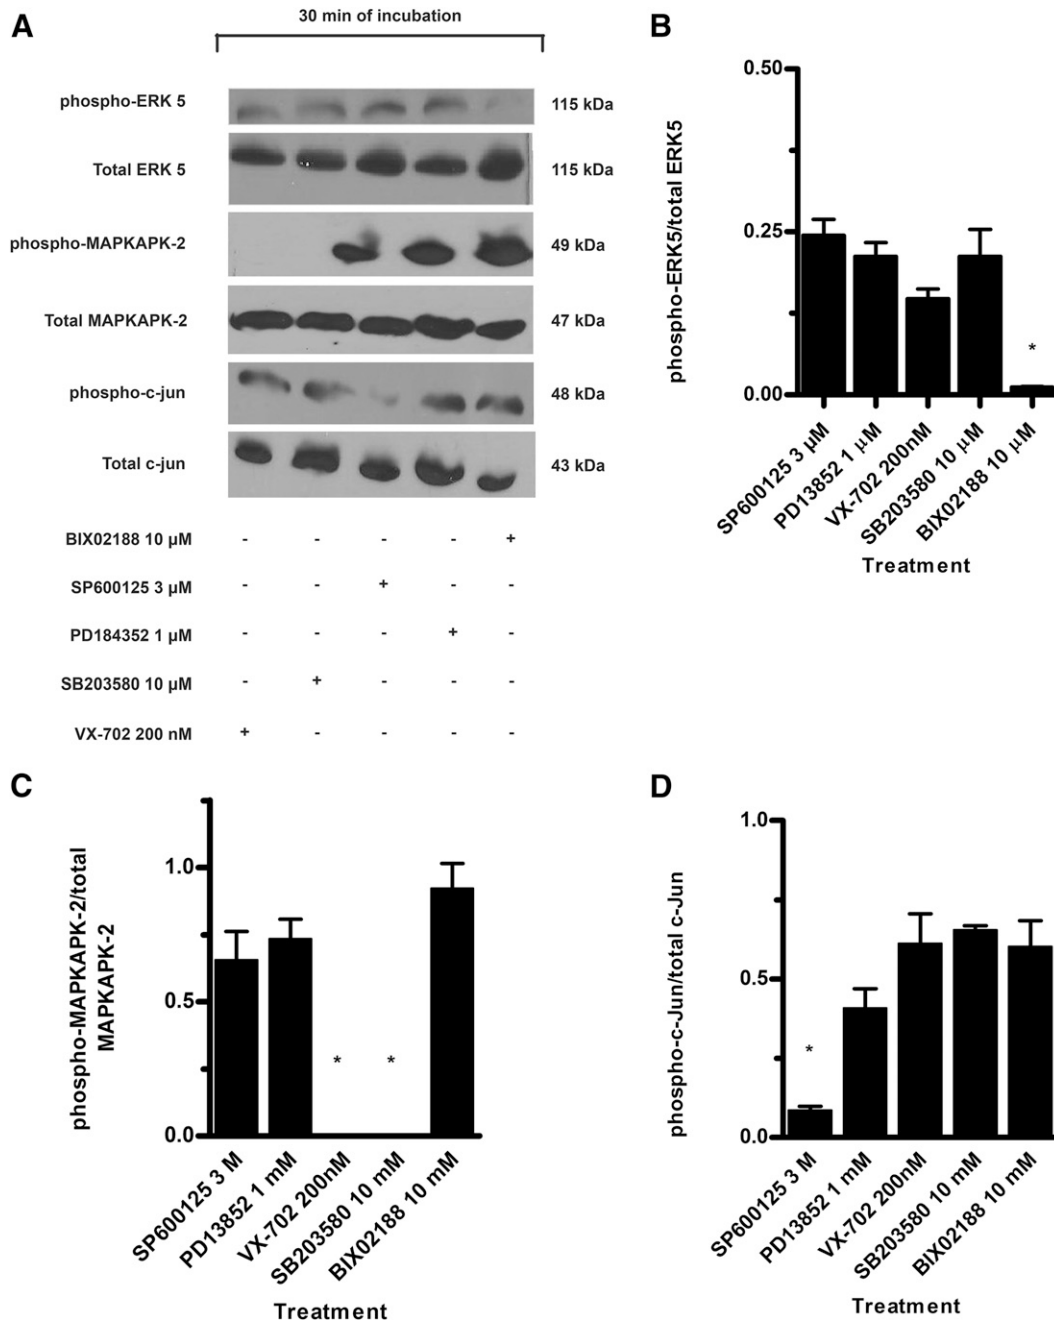 A
30 min of incubation
phospho-ERK 5
115 kDa
Total ERK 5
115 kDa
phospho-MAPKAPK-2
49 kDa
Total MAPKAPK-2
47 kDa
phospho-c-jun
48 kDa
Total c-jun
43 kDa
BIX02188 10 µM - - - - +
SP600125 3 µM - - + - -
PD184352 1 µM - - - + -
SB203580 10 µM - + - - -
VX-702 200 nM + - - - -
B
phospho-ERK5/total ERK5
0.50
0.25
0.00
*
SP600125 3 µM
PD13852 1 µM
VX-702 200nM
SB203580 10 µM
BIX02188 10 µM
Treatment
C
phospho-MAPKAPK-2/total
MAPKAPK-2
1.0
0.5
0.0
* *
SP600125 3 M
PD13852 1 mM
VX-702 200nM
SB203580 10 mM
BIX02188 10 mM
Treatment
D
phospho-c-Jun/total c-Jun
1.0
0.5
0.0
*
SP600125 3 M
PD13852 1 mM
VX-702 200nM
SB203580 10 mM
BIX02188 10 mM
Treatment